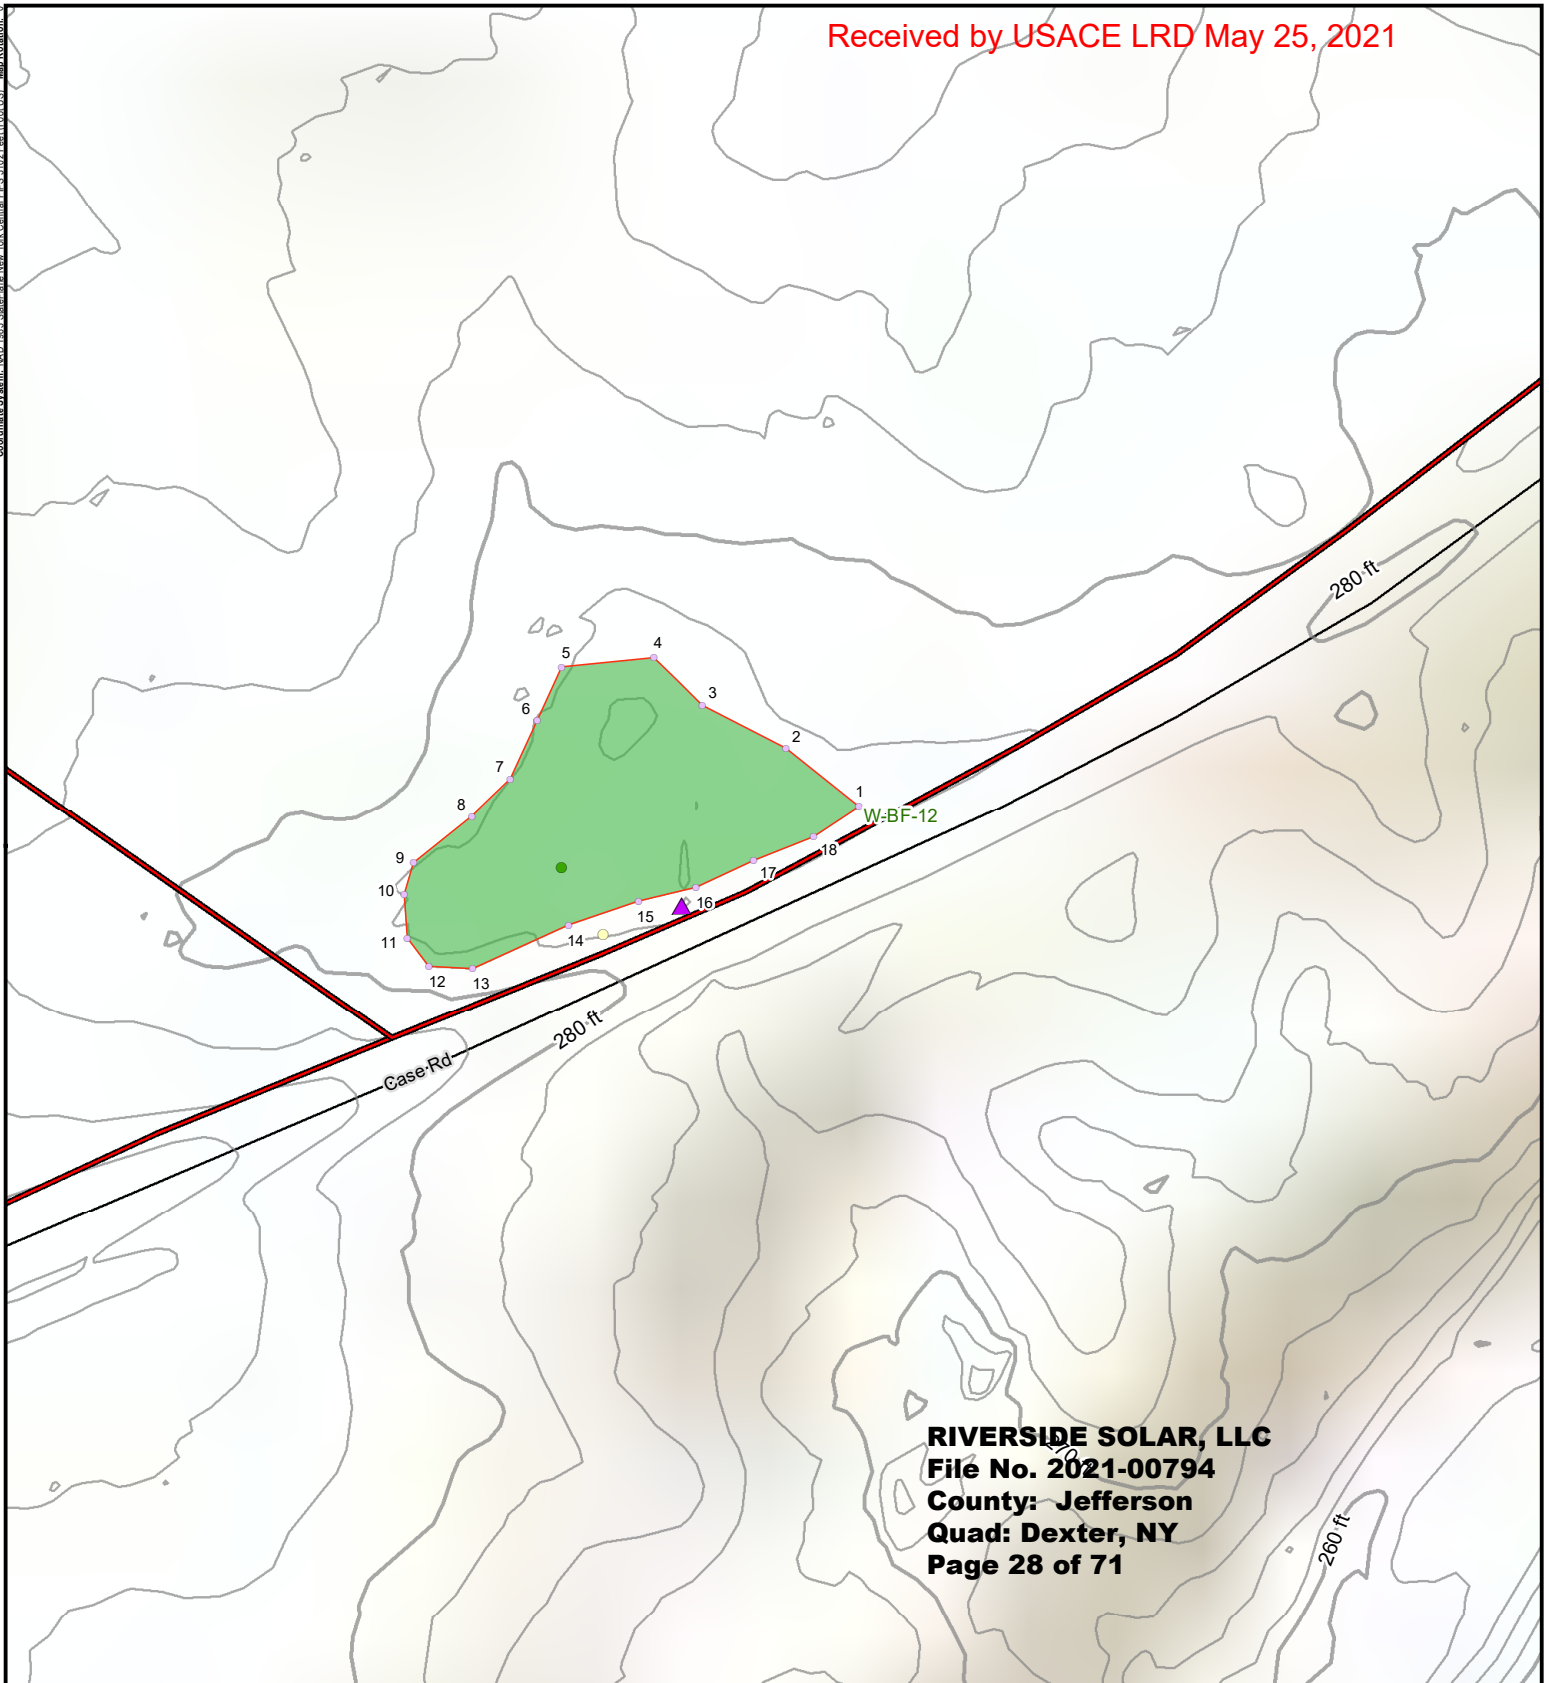 Received by USACE LRD May 25, 2021
280 ft
5
4
3
6
2
7
1
8
W-BF-12
9
18
17
10
16
15
14
11
12
13
280 ft
Case Rd
RIVERSIDE SOLAR, LLC
270 ft
File No. 2021-00794
County: Jefferson
Quad: Dexter, NY
Page 28 of 71
260 ft